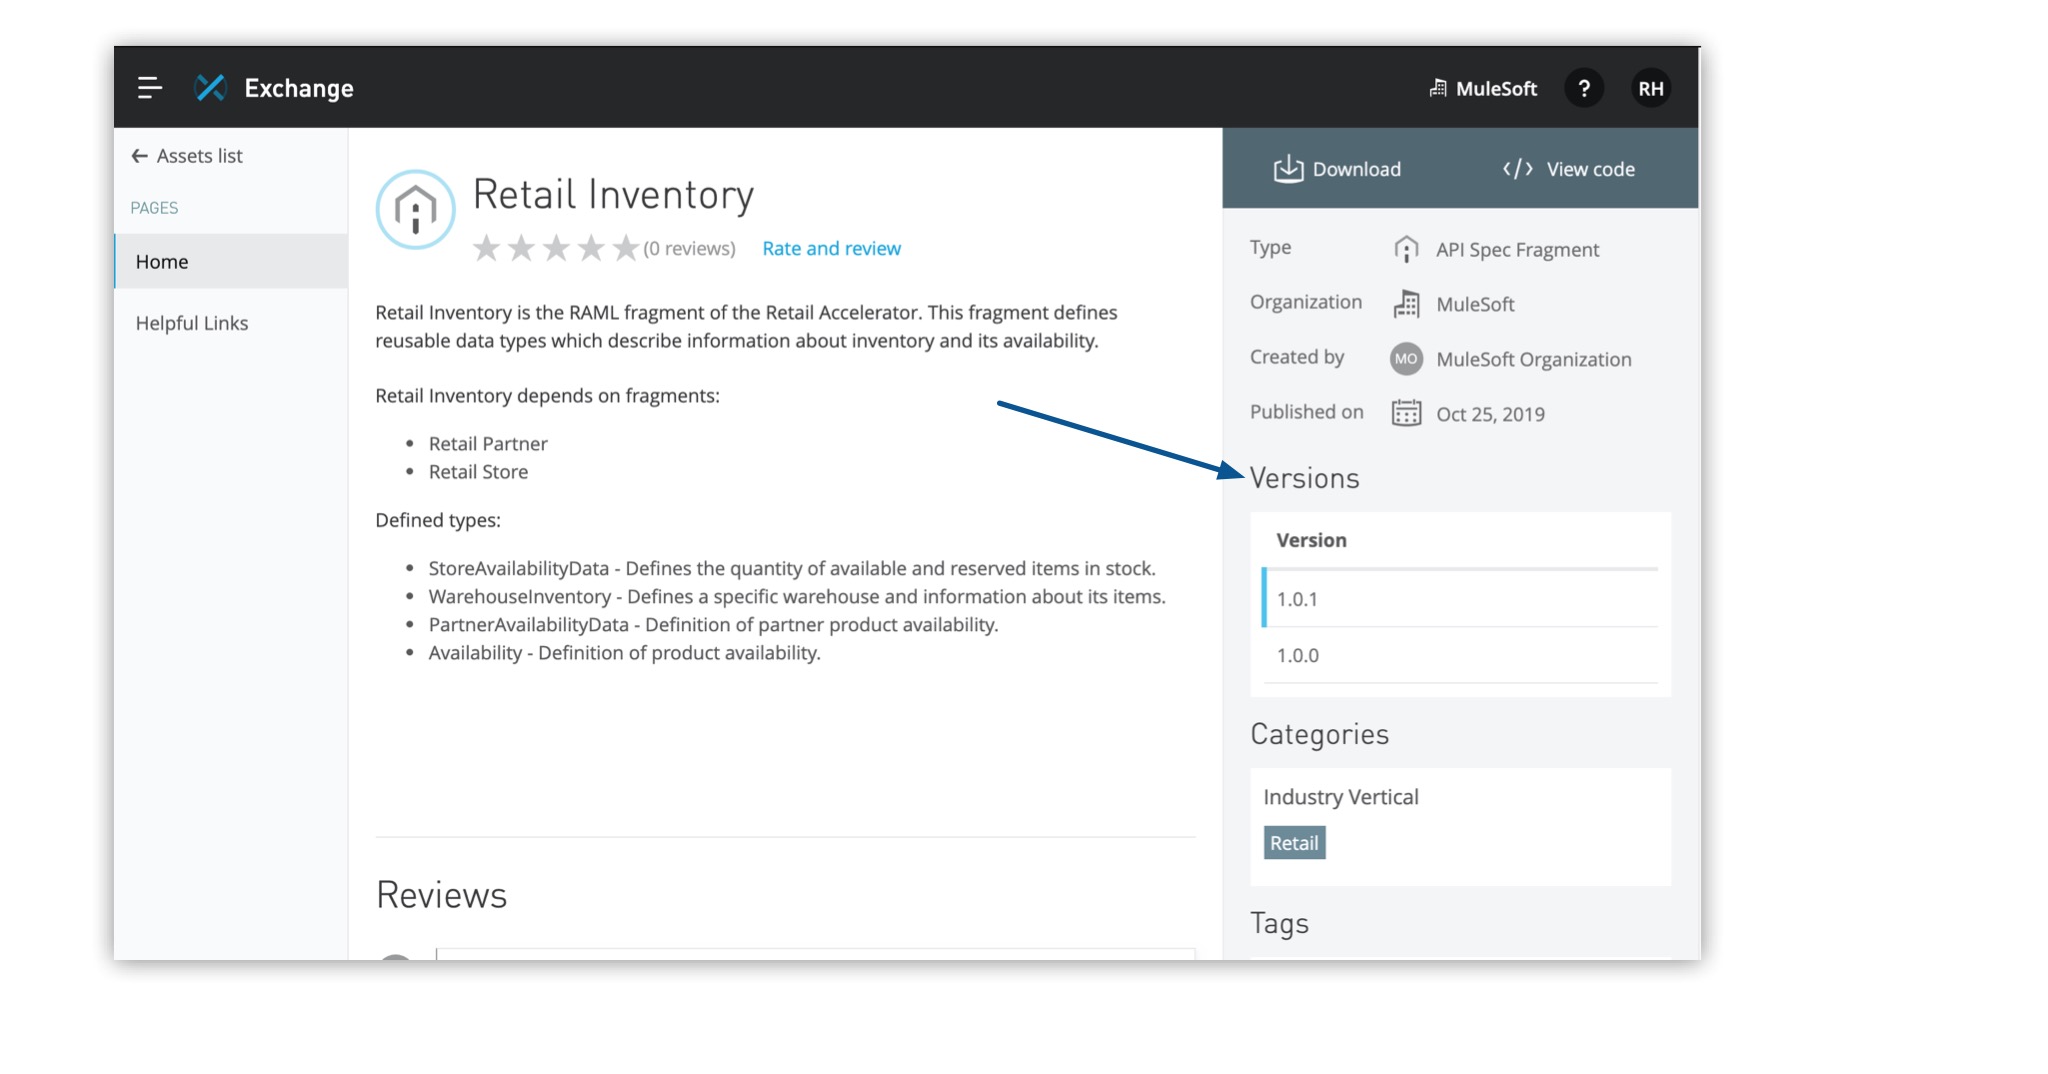 Exchange
MuleSoft
?
RH
Assets list
PAGES
Home
Helpful Links
Retail Inventory
(0 reviews) Rate and review
Retail Inventory is the RAML fragment of the Retail Accelerator. This fragment defines
reusable data types which describe information about inventory and its availability.
Retail Inventory depends on fragments:
• Retail Partner
• Retail Store
Defined types:
• StoreAvailabilityData - Defines the quantity of available and reserved items in stock.
• WarehouseInventory - Defines a specific warehouse and information about its items.
• PartnerAvailabilityData - Definition of partner product availability.
• Availability - Definition of product availability.
Reviews
Download
</> View code
Type API Spec Fragment
Organization MuleSoft
Created by MO MuleSoft Organization
Published on Oct 25, 2019
Versions
Version
1.0.1
1.0.0
Categories
Industry Vertical
Retail
Tags